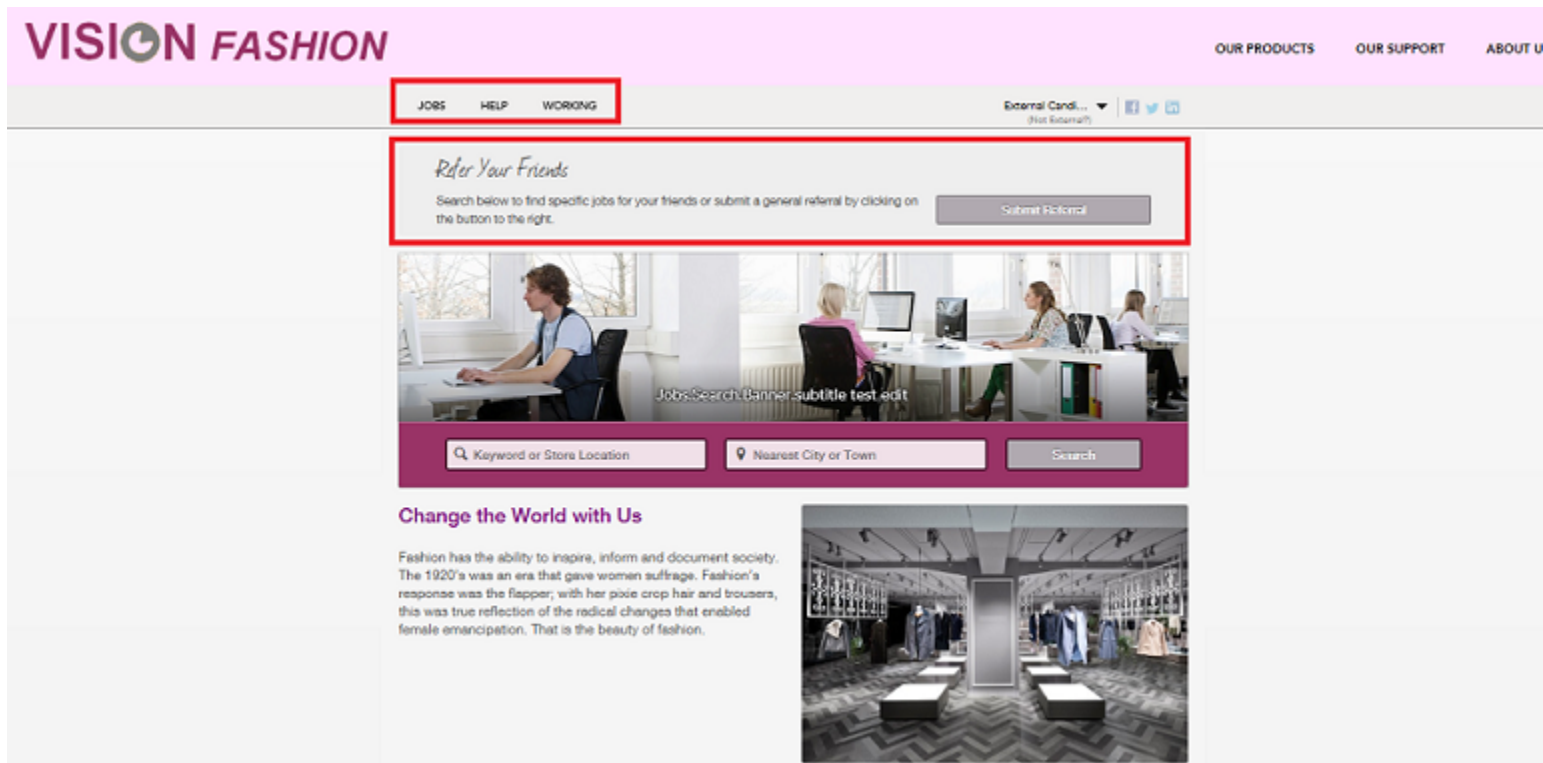 VISION FASHION
OUR PRODUCTS OUR SUPPORT ABOUT U
JOBS HELP WORKING
External Candi...
(Not External?)
Refer Your Friends
Search below to find specific jobs for your friends or submit a general referral by clicking on
the button to the right.
Submit Referral
Jobs.Search.Banner.subtitle test edit
Keyword or Store Location
Nearest City or Town
Search
Change the World with Us
Fashion has the ability to inspire, inform and document society.
The 1920's was an era that gave women suffrage. Fashion's
response was the flapper; with her pixie crop hair and trousers,
this was true reflection of the radical changes that enabled
female emancipation. That is the beauty of fashion.